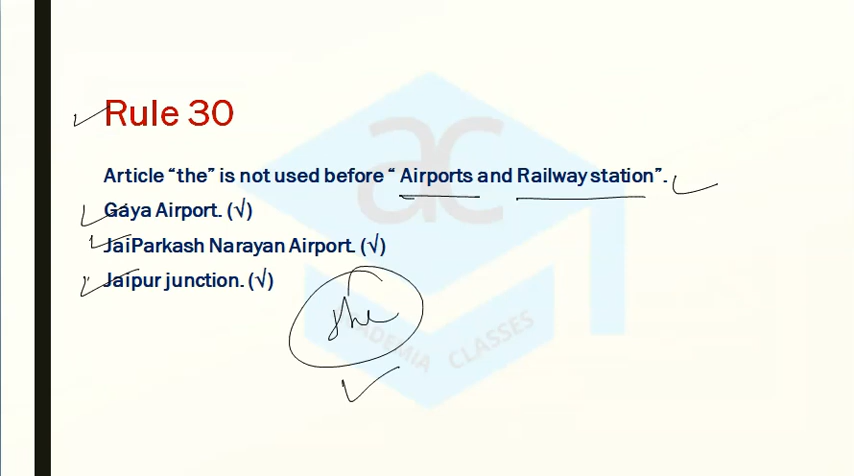 Rule 30
Article “the” is not used before “ Airports and Railway station”.
Gaya Airport. (√)
JaiParkash Narayan Airport. (√)
Jaipur junction. (√)
the
ac
ACADEMIA CLASSES